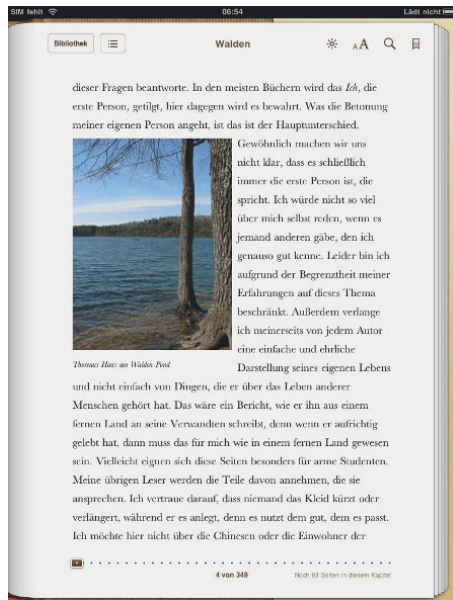 SIM fehlt 06:54 Lädt nicht
Bibliothek Walden AA
dieser Fragen beantworte. In den meisten Büchern wird das Ich, die
erste Person, getilgt, hier dagegen wird es bewahrt. Was die Betonung
meiner eigenen Person angeht, ist das ist der Hauptunterschied.
Gewöhnlich machen wir uns
nicht klar, dass es schließlich
immer die erste Person ist, die
spricht. Ich würde nicht so viel
über mich selbst reden, wenn es
jemand anderen gäbe, den ich
genauso gut kenne. Leider bin ich
aufgrund der Begrenztheit meiner
Erfahrungen auf dieses Thema
beschränkt. Außerdem verlange
ich meinerseits von jedem Autor
eine einfache und ehrliche
Thoreaus Haus am Walden Pond
Darstellung seines eigenen Lebens
und nicht einfach von Dingen, die er über das Leben anderer
Menschen gehört hat. Das wäre ein Bericht, wie er ihn aus einem
fernen Land an seine Verwandten schreibt, denn wenn er aufrichtig
gelebt hat, dann muss das für mich wie in einem fernen Land gewesen
sein. Vielleicht eignen sich diese Seiten besonders für arme Studenten.
Meine übrigen Leser werden die Teile davon annehmen, die sie
ansprechen. Ich vertraue darauf, dass niemand das Kleid kürzt oder
verlängert, während er es anlegt, denn es nutzt dem gut, dem es passt.
Ich möchte hier nicht über die Chinesen oder die Einwohner der
4 von 349 Noch 83 Seiten in diesem Kapitel